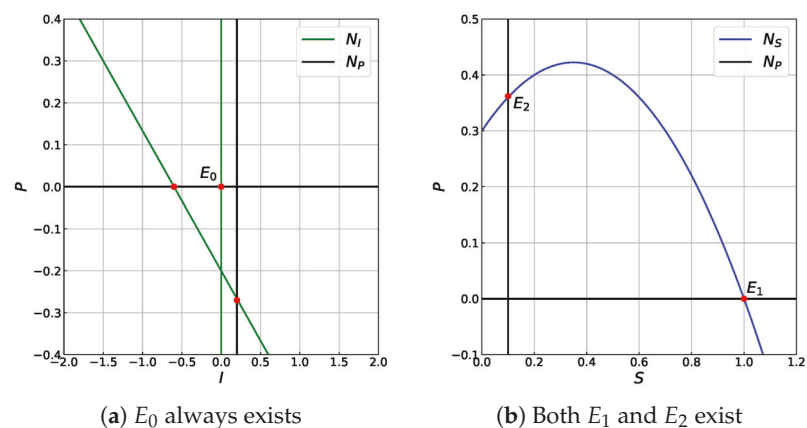 0.4
0.3
0.2
0.1
0.0
−0.1
−0.2
−0.3
−0.4
P
−2.0 −1.5 −1.0 −0.5 0.0 0.5 1.0 1.5 2.0
I
N_I
N_P
E_0
(a) E_0 always exists
0.5
0.4
0.3
0.2
0.1
0.0
−0.1
P
0.0 0.2 0.4 0.6 0.8 1.0 1.2
S
N_S
N_P
E_2
E_1
(b) Both E_1 and E_2 exist